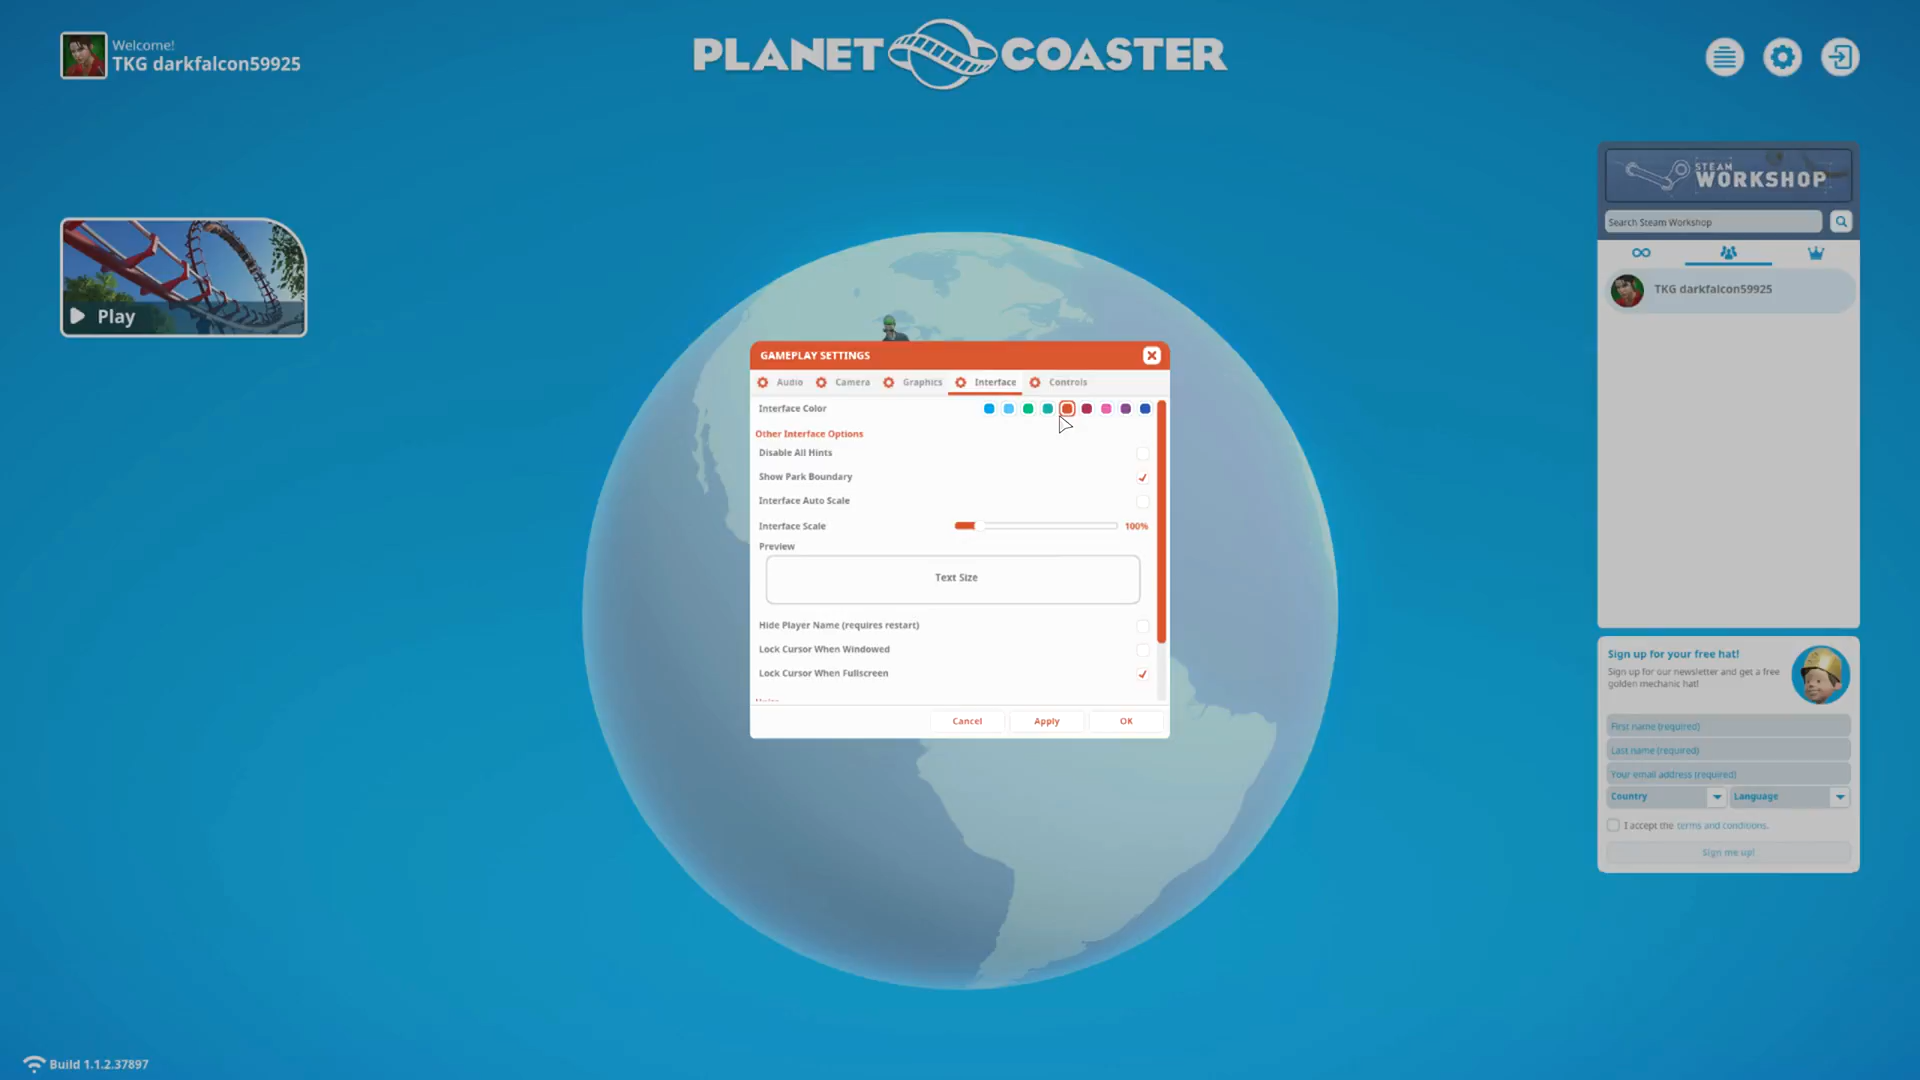 Welcome!
TKG darkfalcon59925
PLANET COASTER
Play
GAMEPLAY SETTINGS
Audio
Camera
Graphics
Interface
Controls
Interface Color
Other Interface Options
Disable All Hints
Show Park Boundary
Interface Auto Scale
Interface Scale
100%
Preview
Text Size
Hide Player Name (requires restart)
Lock Cursor When Windowed
Lock Cursor When Fullscreen
Cancel
Apply
OK
STEAM
WORKSHOP
Search Steam Workshop
TKG darkfalcon59925
Sign up for your free hat!
Sign up for our newsletter and get a free
golden mechanic hat!
First name (required)
Last name (required)
Your email address (required)
Country
Language
I accept the terms and conditions.
Sign me up!
Build 1.1.2.37897